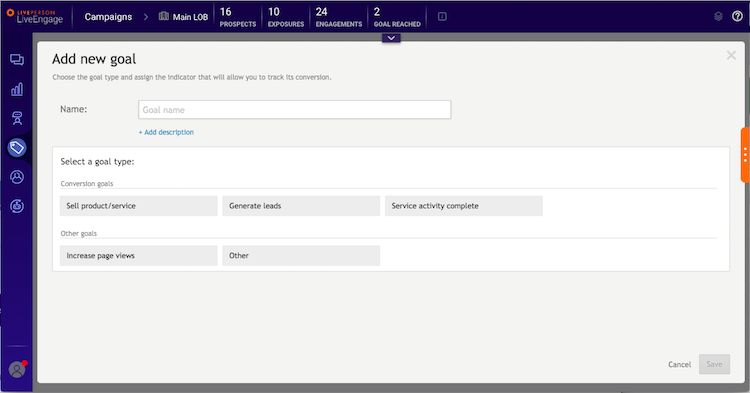 LIVEPERSON
LiveEngage
Campaigns
Main LOB
16
PROSPECTS
10
EXPOSURES
24
ENGAGEMENTS
2
GOAL REACHED
Add new goal
Choose the goal type and assign the indicator that will allow you to track its conversion.
Name:
Goal name
+ Add description
Select a goal type:
Conversion goals
Sell product/service
Generate leads
Service activity complete
Other goals
Increase page views
Other
Cancel
Save